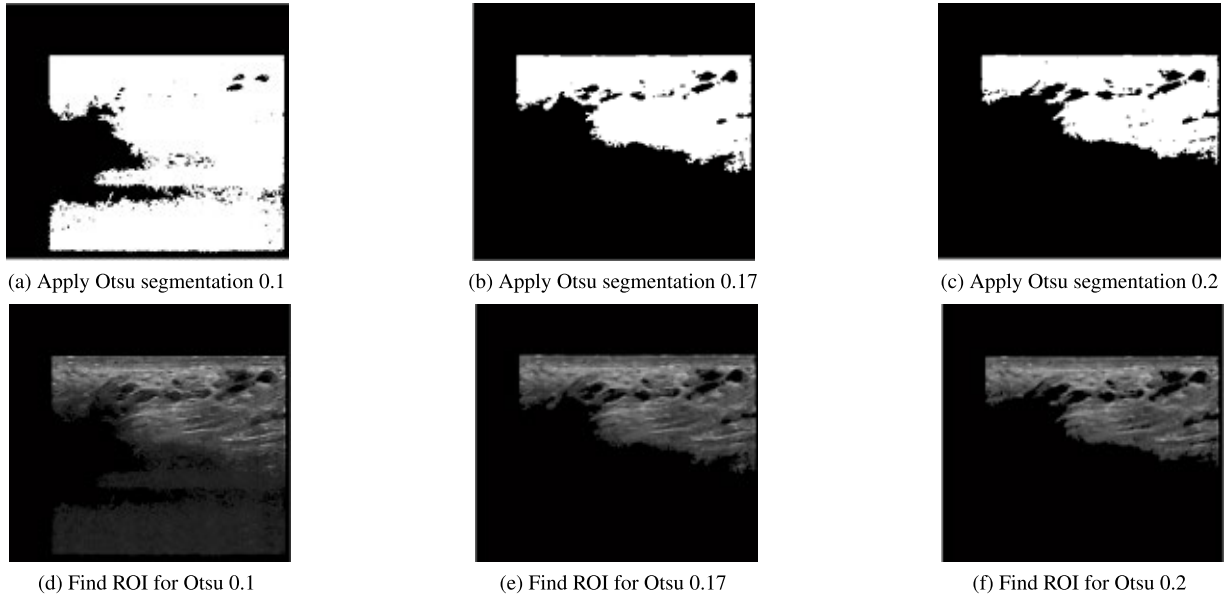 (a) Apply Otsu segmentation 0.1
(b) Apply Otsu segmentation 0.17
(c) Apply Otsu segmentation 0.2
(d) Find ROI for Otsu 0.1
(e) Find ROI for Otsu 0.17
(f) Find ROI for Otsu 0.2